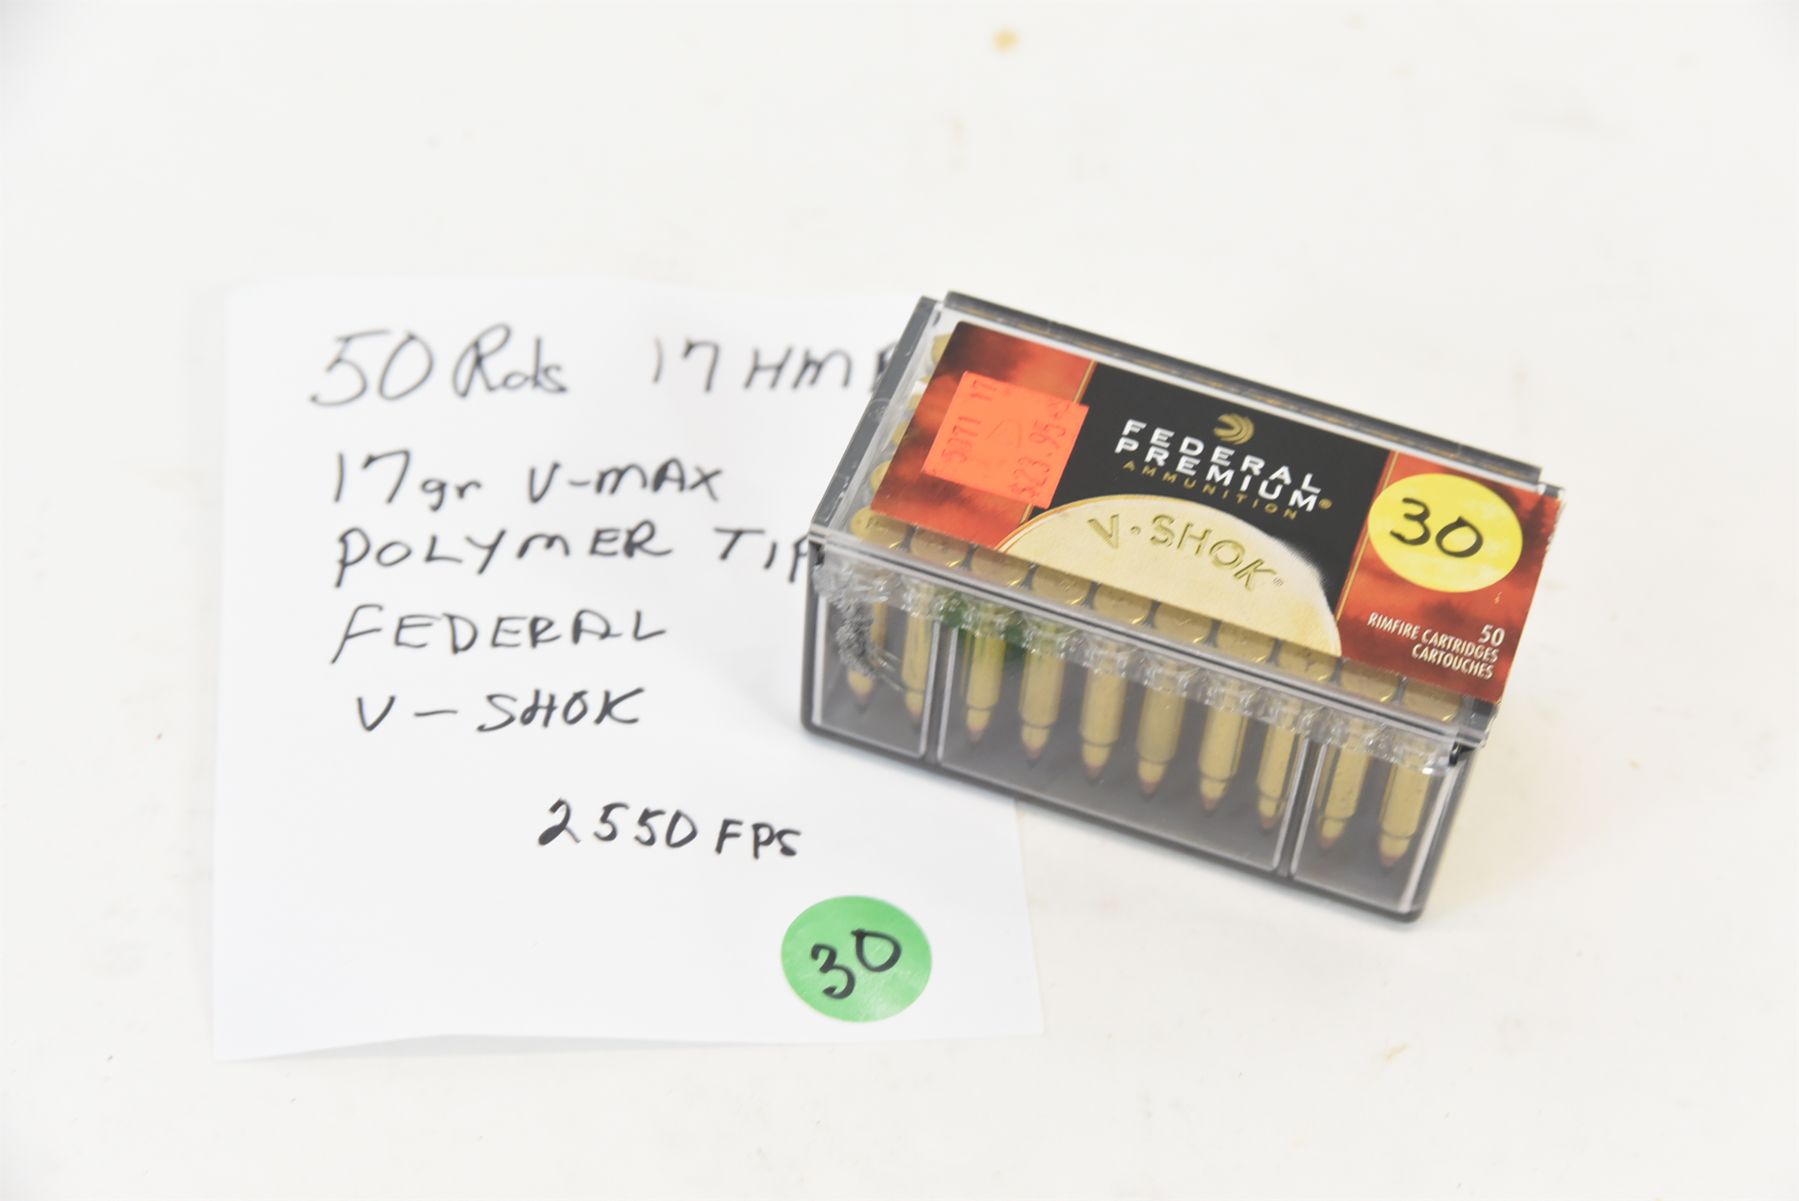 50 Rds 17 HM
17gr V-MAX
POLYMER TIP
FEDERAL
V-SHOK
2550 FPS
30
$23.95
FEDERAL
PREMIUM®
AMMUNITION
V·SHOK®
30
50
RIMFIRE CARTRIDGES
CARTOUCHES